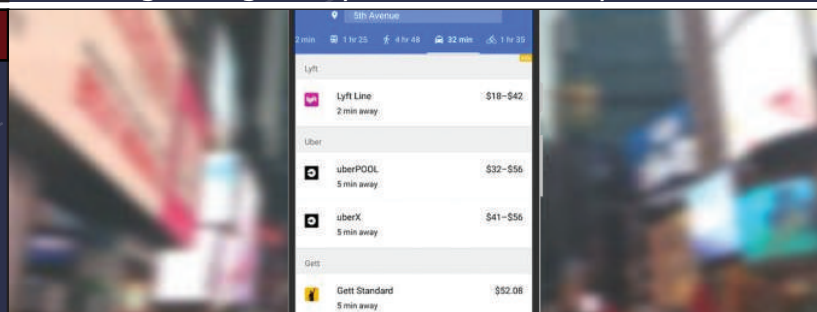 5th Avenue
2 min 1 hr 25 4 hr 48 32 min 1 hr 35
Lyft
Lyft Line $18–$42
2 min away
Uber
uberPOOL $32–$56
5 min away
uberX $41–$56
5 min away
Gett
Gett Standard $52.08
5 min away